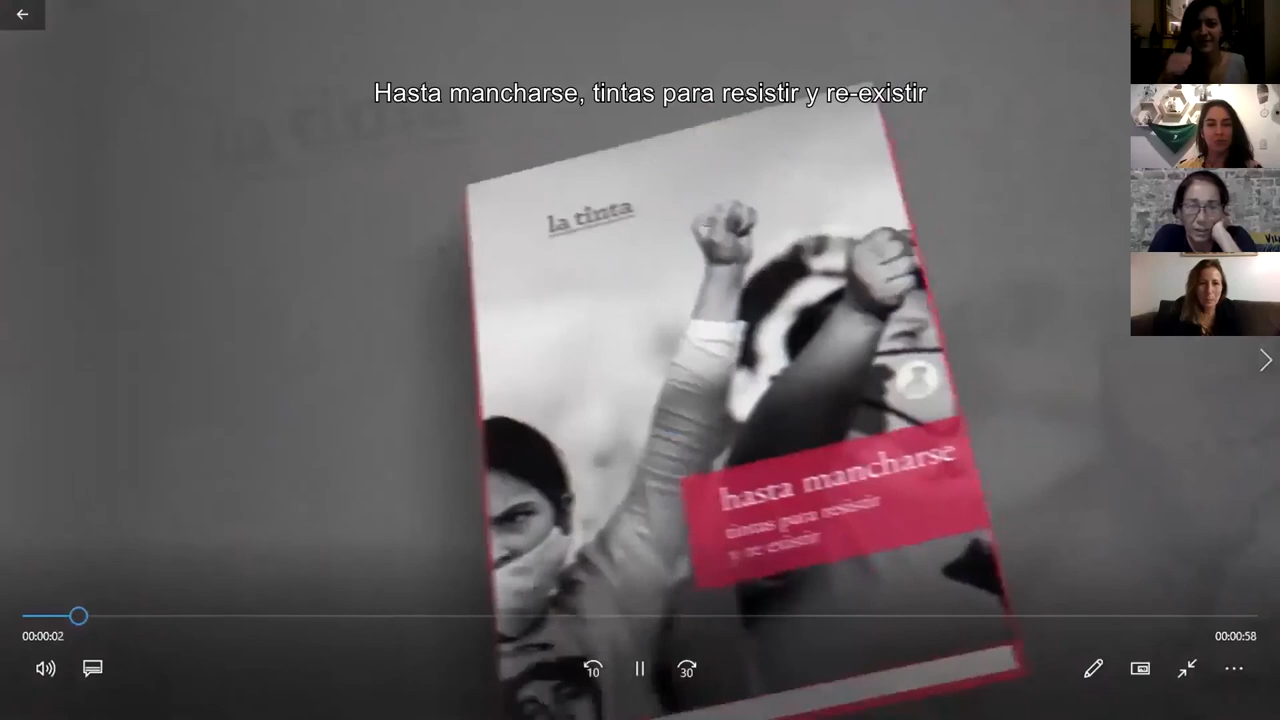 Hasta mancharse, tintas para resistir y re-existir
la tinta
hasta mancharse
tintas para resistir
y re existir
00:00:02
00:00:58
10
30